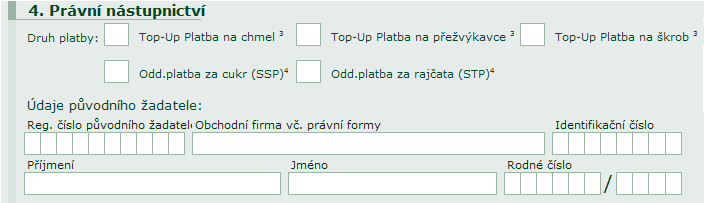 4. Právní nástupnictví
Druh platby: Top-Up Platba na chmel ³ Top-Up Platba na přežvýkavce ³ Top-Up Platba na škrob ³
Odd.platba za cukr (SSP)⁴ Odd.platba za rajčata (STP)⁴
Údaje původního žadatele:
Reg. číslo původního žadatele Obchodní firma vč. právní formy Identifikační číslo
Příjmení Jméno Rodné číslo
/